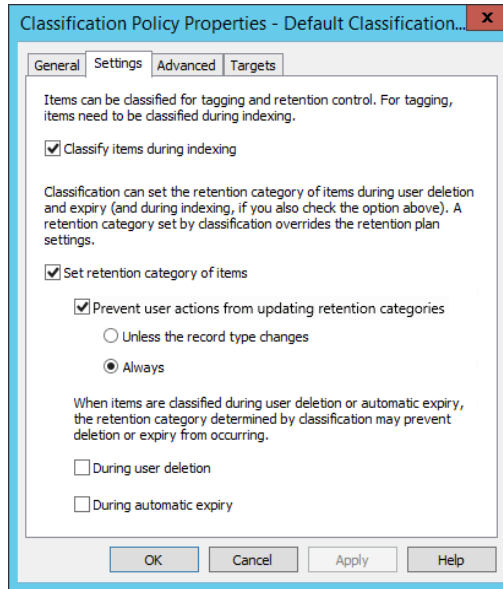 Classification Policy Properties - Default Classification...
x
General Settings Advanced Targets
Items can be classified for tagging and retention control. For tagging,
items need to be classified during indexing.
Classify items during indexing
Classification can set the retention category of items during user deletion
and expiry (and during indexing, if you also check the option above). A
retention category set by classification overrides the retention plan
settings.
Set retention category of items
Prevent user actions from updating retention categories
Unless the record type changes
Always
When items are classified during user deletion or automatic expiry,
the retention category determined by classification may prevent
deletion or expiry from occurring.
During user deletion
During automatic expiry
OK Cancel Apply Help